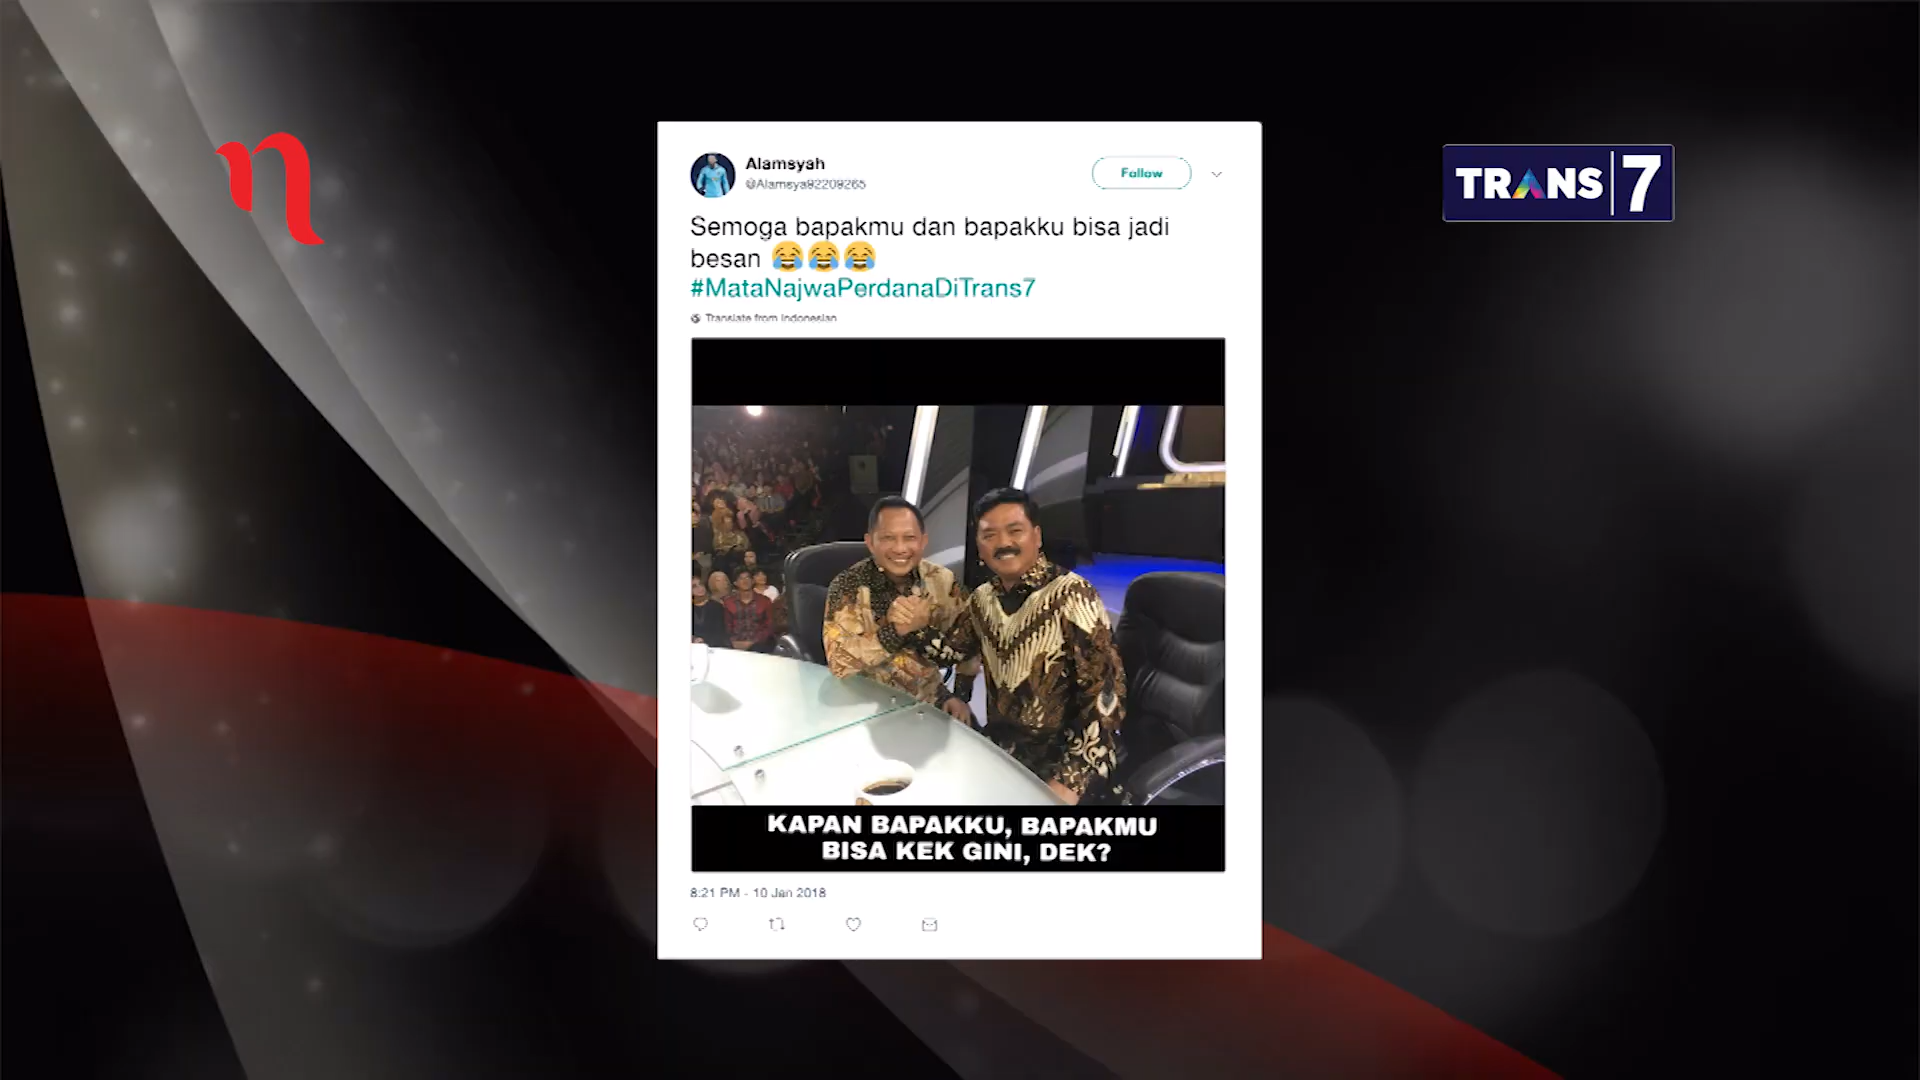 n
TRANS|7
Alamsyah
@Alamsya92209265
Follow
Semoga bapakmu dan bapakku bisa jadi
besan 😂😂😂
#MataNajwaPerdanaDiTrans7
Translate from Indonesian
KAPAN BAPAKKU, BAPAKMU
BISA KEK GINI, DEK?
8:21 PM - 10 Jan 2018